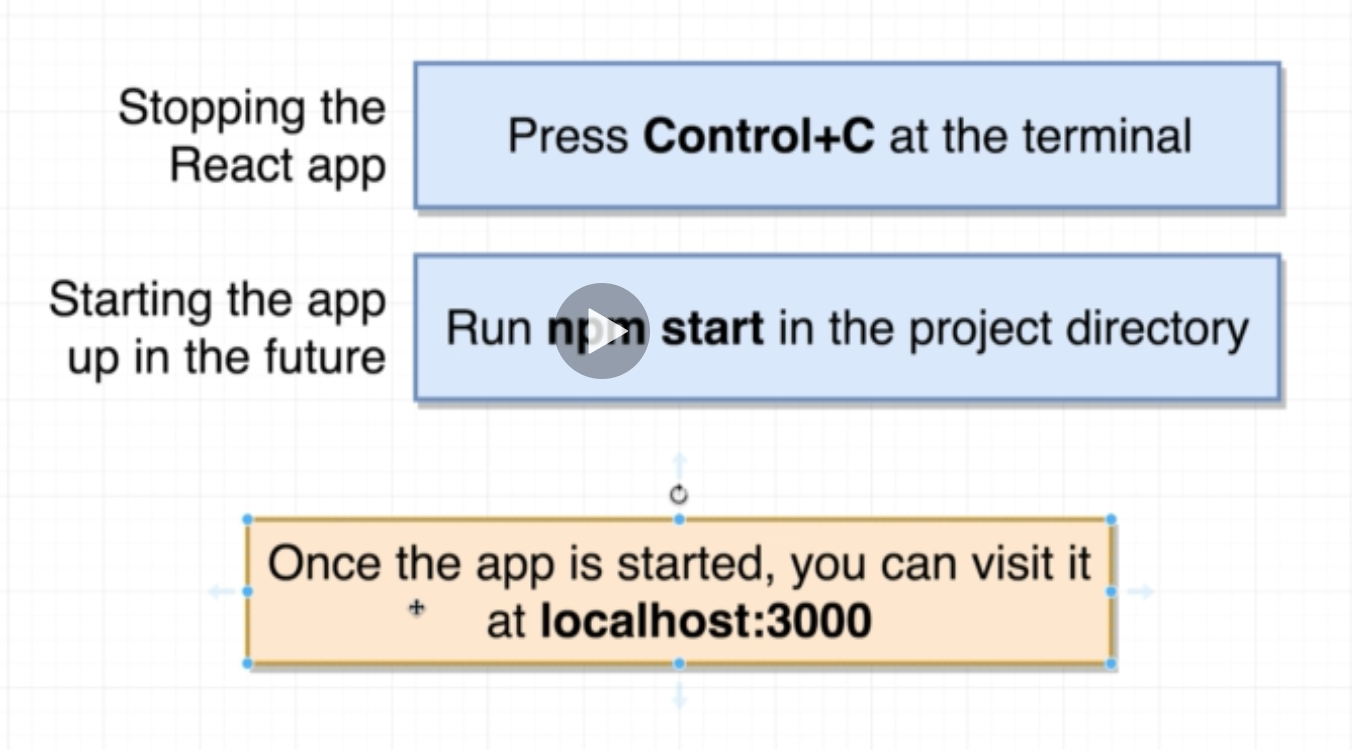 Stopping the
React app
Press Control+C at the terminal
Starting the app
up in the future
Run npm start in the project directory
Once the app is started, you can visit it
at localhost:3000